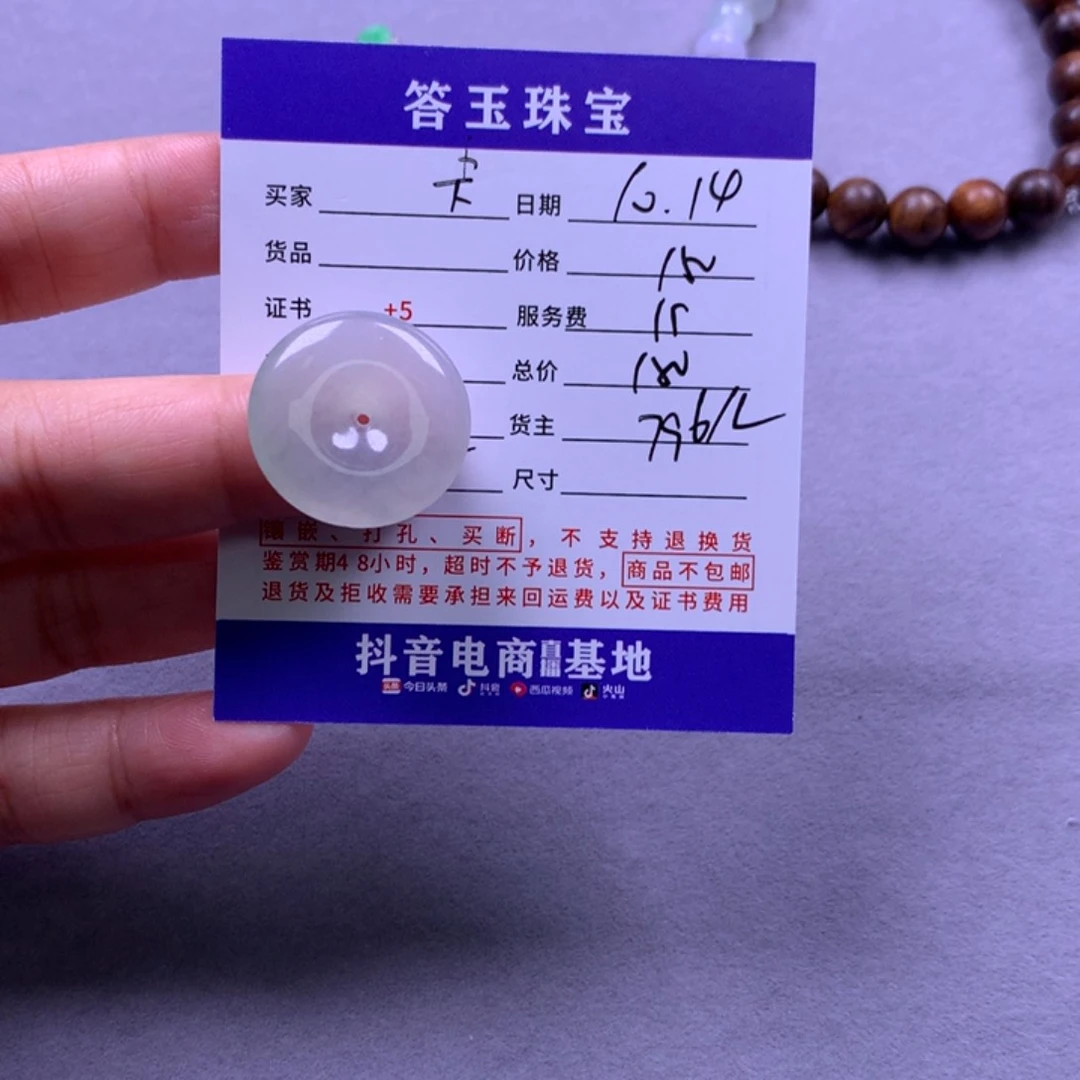 答玉珠宝
买家 日期 10.14
货品 价格
证书 +5 服务费 15
总价
货主
尺寸
镶嵌、打孔、买断，不支持退换货
鉴赏期48小时，超时不予退货，商品不包邮
退货及拒收需要承担来回运费以及证书费用
抖音电商直播基地
头条 今日头条 抖音 西瓜视频 火山